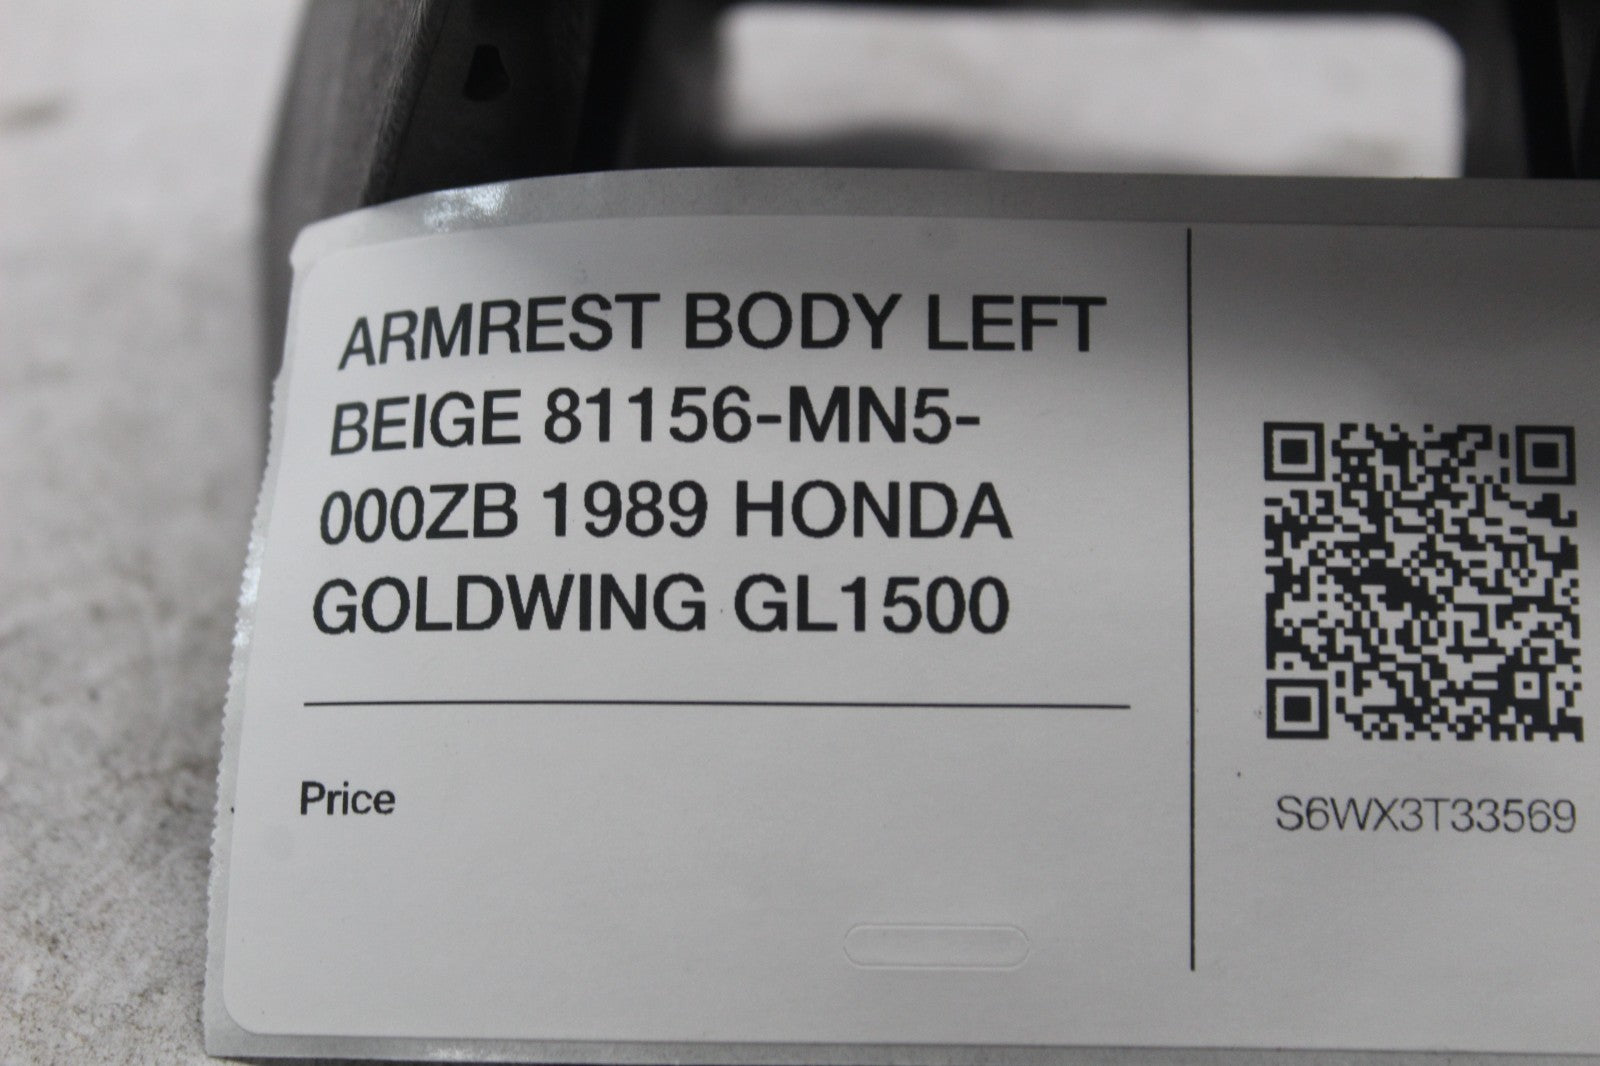 ARMREST BODY LEFT
BEIGE 81156-MN5-
000ZB 1989 HONDA
GOLDWING GL1500
Price
S6WX3T33569